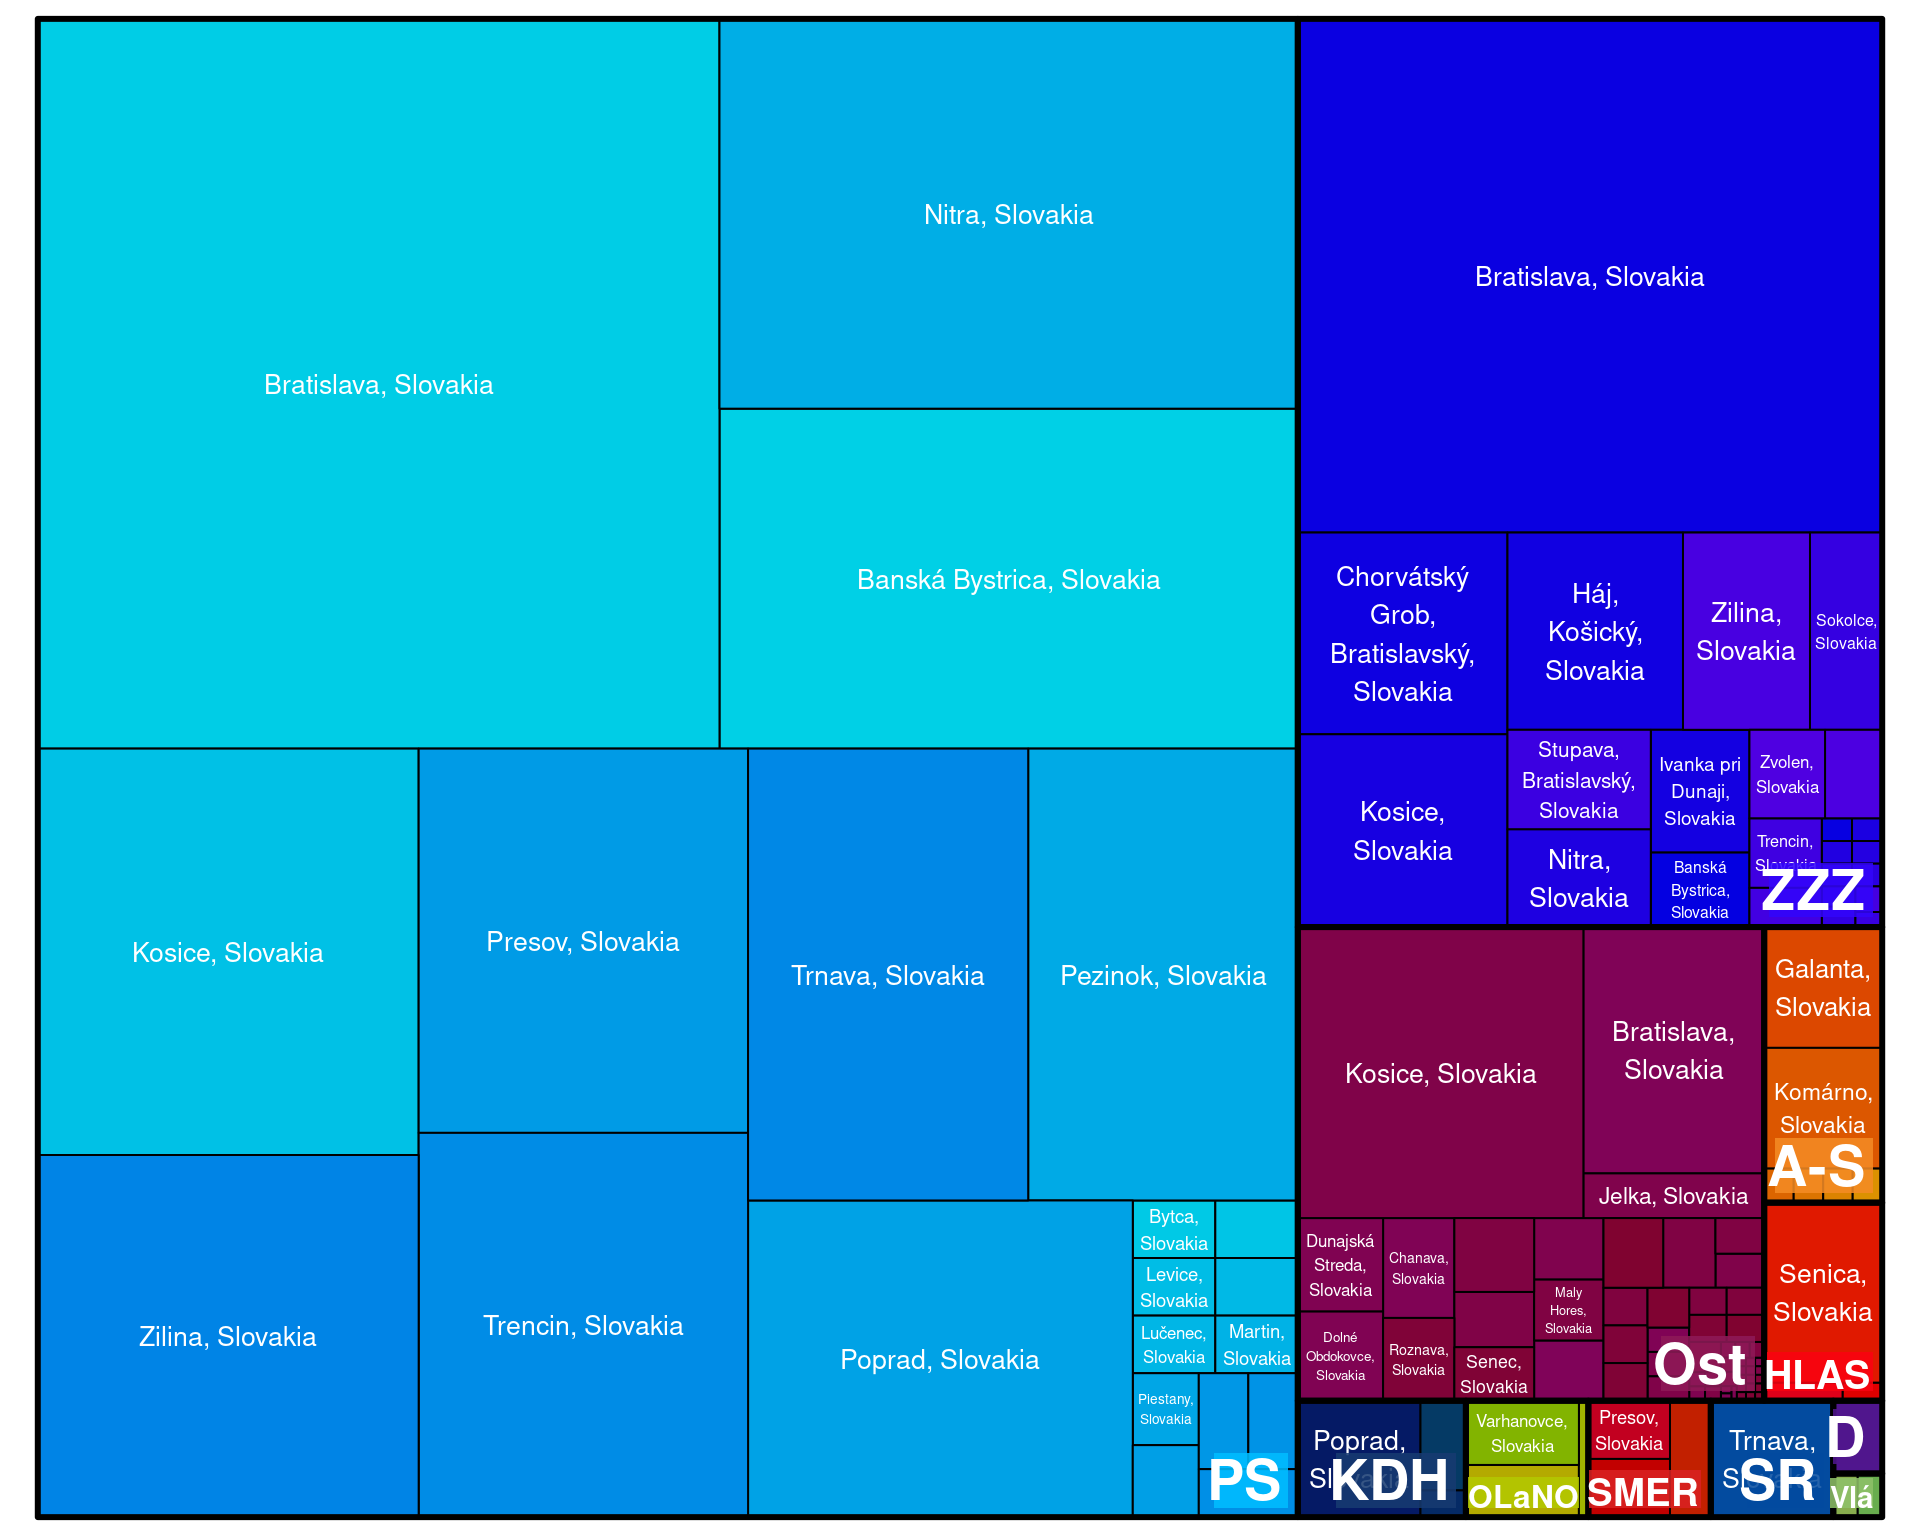 Bratislava, Slovakia
Nitra, Slovakia
Banská Bystrica, Slovakia
Kosice, Slovakia
Presov, Slovakia
Trnava, Slovakia
Pezinok, Slovakia
Zilina, Slovakia
Trencin, Slovakia
Poprad, Slovakia
Bytca,
Slovakia
Levice,
Slovakia
Lučenec,
Slovakia
Martin,
Slovakia
Piestany,
Slovakia
PS
Bratislava, Slovakia
Chorvátský
Grob,
Bratislavský,
Slovakia
Háj,
Košický,
Slovakia
Zilina,
Slovakia
Sokolce,
Slovakia
Kosice,
Slovakia
Stupava,
Bratislavský,
Slovakia
Nitra,
Slovakia
Ivanka pri
Dunaji,
Slovakia
Banská
Bystrica,
Slovakia
Zvolen,
Slovakia
Trencin,
Slovakia
ZZZ
Kosice, Slovakia
Bratislava,
Slovakia
Jelka, Slovakia
Dunajská
Streda,
Slovakia
Chanava,
Slovakia
Dolné
Obdokovce,
Slovakia
Roznava,
Slovakia
Maly
Hores,
Slovakia
Senec,
Slovakia
Ost
Galanta,
Slovakia
Komárno,
Slovakia
A-S
Senica,
Slovakia
HLAS
Poprad,
Slovakia
KDH
Varhanovce,
Slovakia
OLaNO
Presov,
Slovakia
SMER
Trnava,
Slovakia
SR
D
Vlá